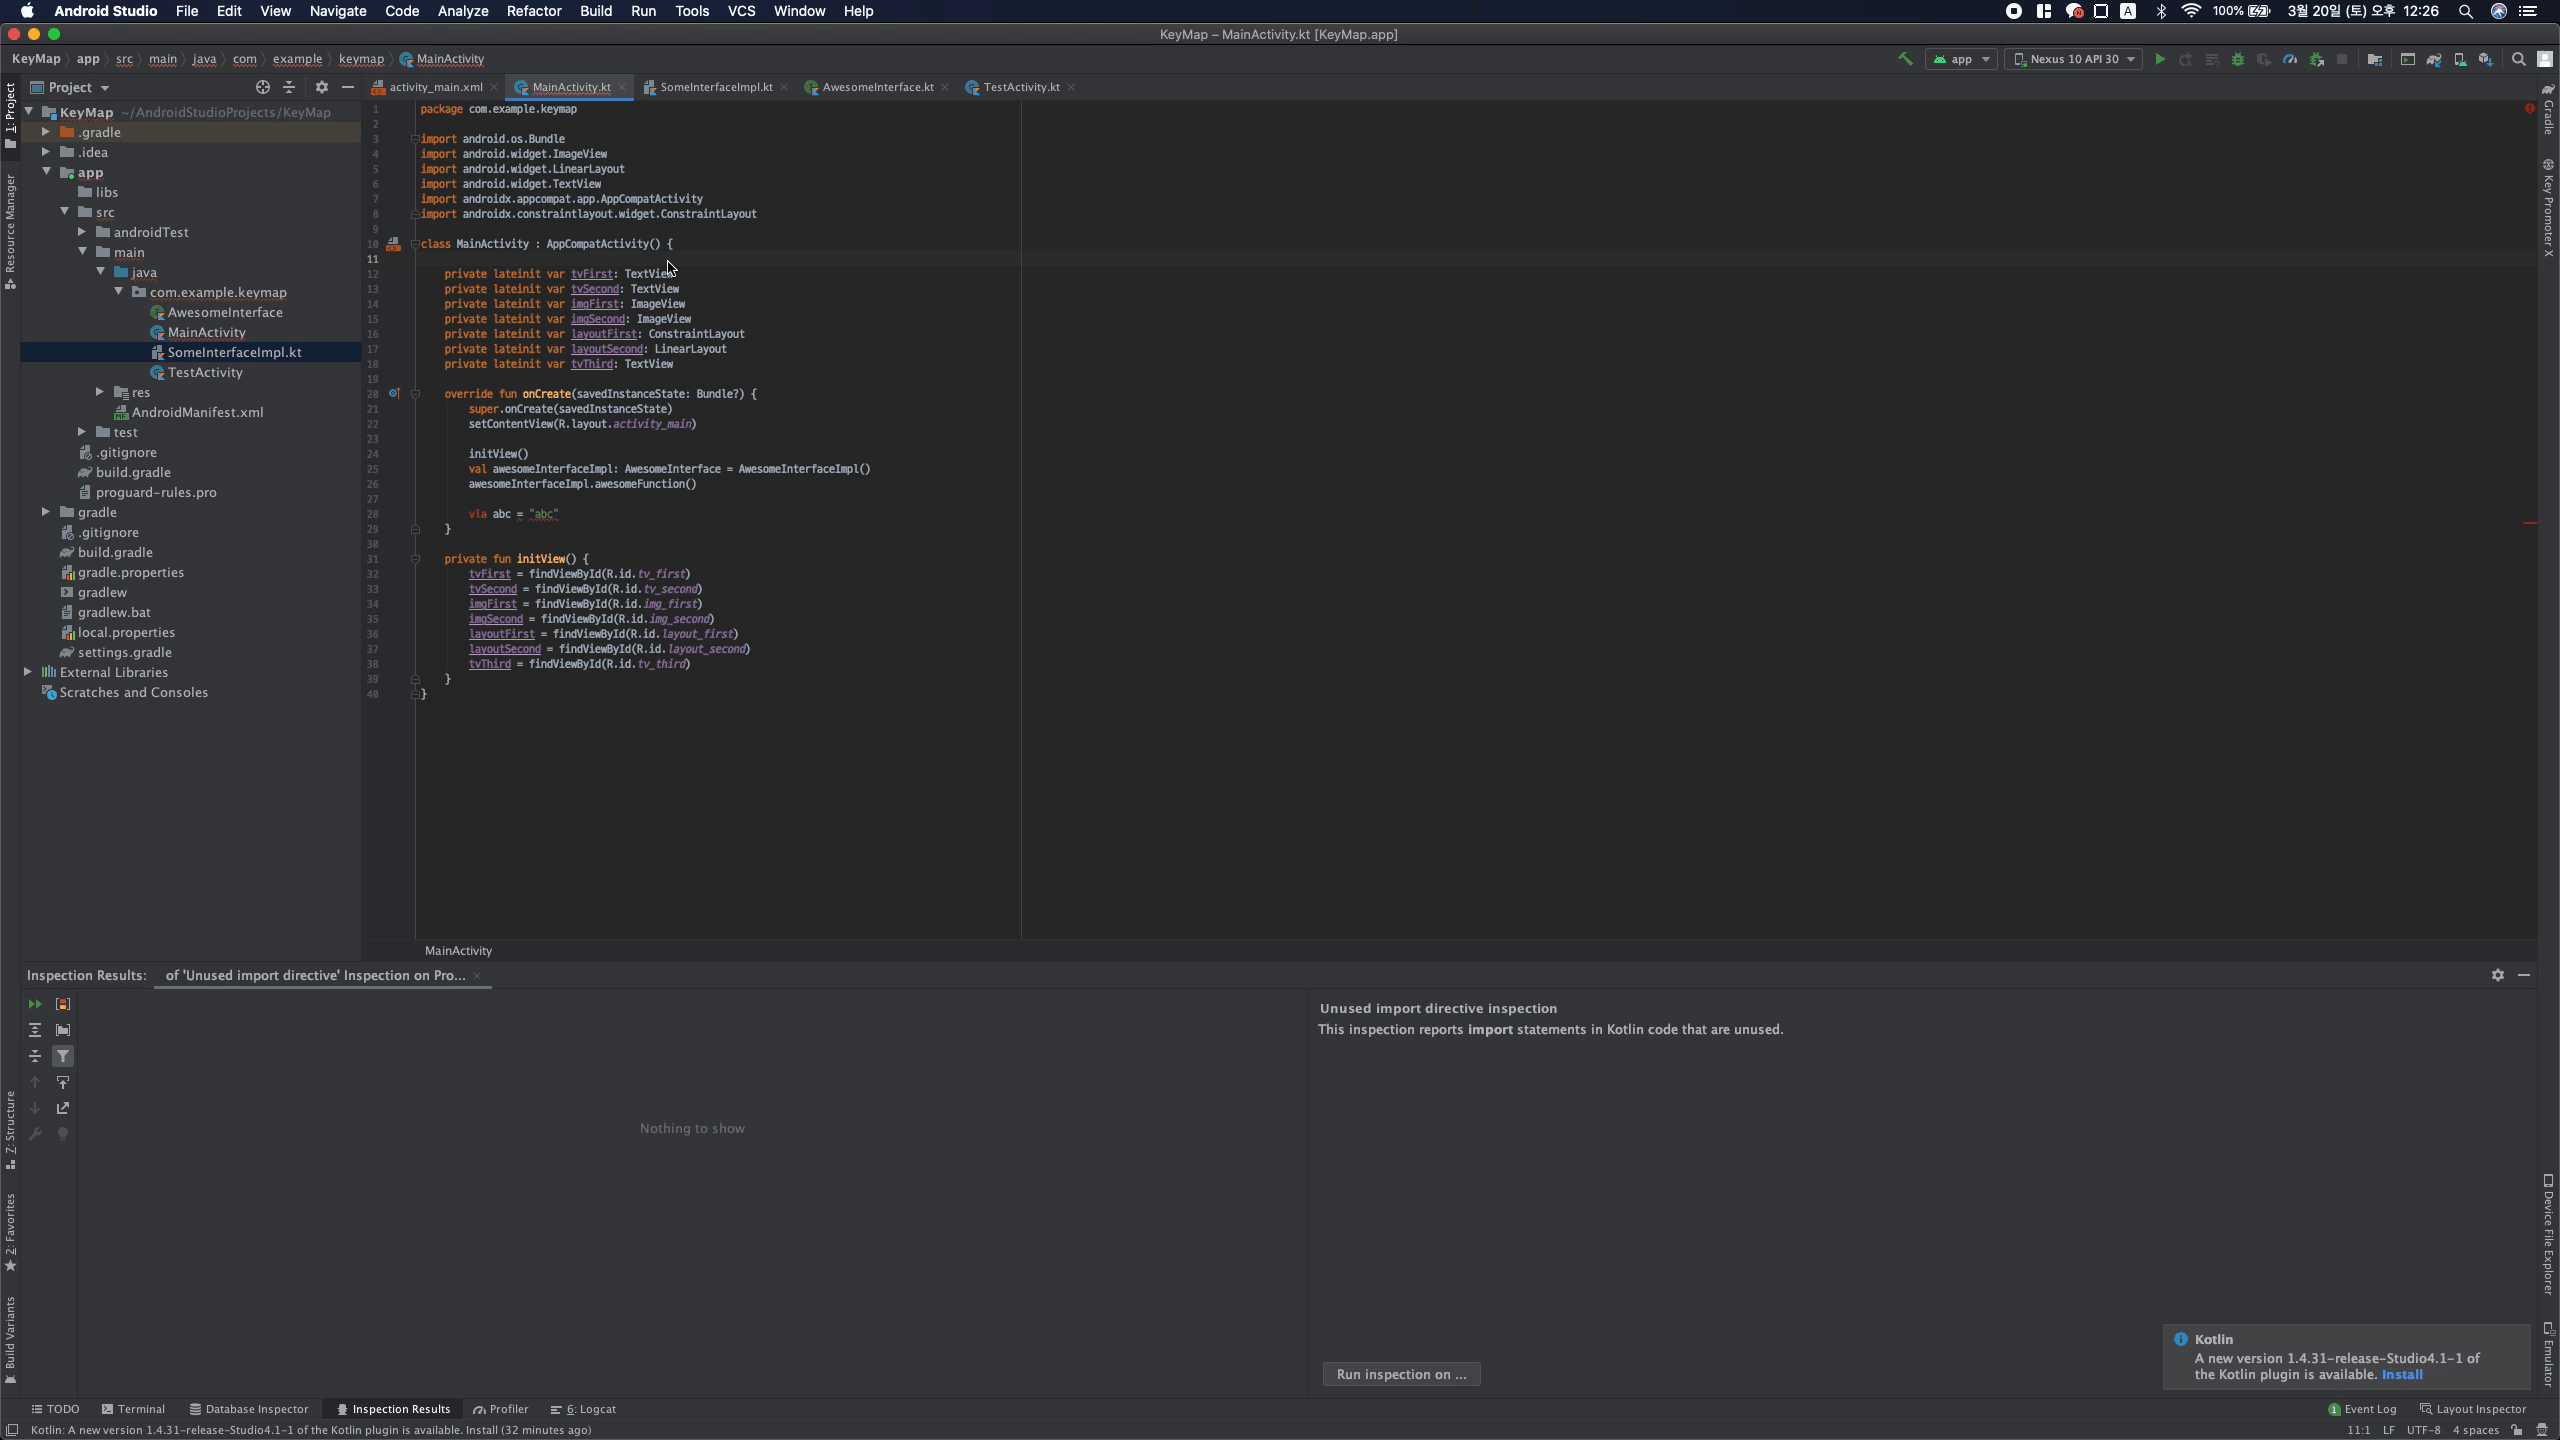 Android Studio File Edit View Navigate Code Analyze Refactor Build Run Tools VCS Window Help
A 100% 3월 20일 (토) 오후 12:26
KeyMap – MainActivity.kt [KeyMap.app]
KeyMap app src main java com example keymap MainActivity
app Nexus 10 API 30
Project
activity_main.xml MainActivity.kt SomeInterfaceImpl.kt AwesomeInterface.kt TestActivity.kt
1: Project
Resource Manager
Z: Structure
2: Favorites
Build Variants
KeyMap ~/AndroidStudioProjects/KeyMap
.gradle
.idea
app
libs
src
androidTest
main
java
com.example.keymap
AwesomeInterface
MainActivity
SomeInterfaceImpl.kt
TestActivity
res
AndroidManifest.xml
test
.gitignore
build.gradle
proguard-rules.pro
gradle
.gitignore
build.gradle
gradle.properties
gradlew
gradlew.bat
local.properties
settings.gradle
External Libraries
Scratches and Consoles
1 package com.example.keymap
2
3 import android.os.Bundle
4 import android.widget.ImageView
5 import android.widget.LinearLayout
6 import android.widget.TextView
7 import androidx.appcompat.app.AppCompatActivity
8 import androidx.constraintlayout.widget.ConstraintLayout
9
10 class MainActivity : AppCompatActivity() {
11
12 private lateinit var tvFirst: TextView
13 private lateinit var tvSecond: TextView
14 private lateinit var imgFirst: ImageView
15 private lateinit var imgSecond: ImageView
16 private lateinit var layoutFirst: ConstraintLayout
17 private lateinit var layoutSecond: LinearLayout
18 private lateinit var tvThird: TextView
19
20 override fun onCreate(savedInstanceState: Bundle?) {
21 super.onCreate(savedInstanceState)
22 setContentView(R.layout.activity_main)
23
24 initView()
25 val awesomeInterfaceImpl: AwesomeInterface = AwesomeInterfaceImpl()
26 awesomeInterfaceImpl.awesomeFunction()
27
28 vla abc = "abc"
29 }
30
31 private fun initView() {
32 tvFirst = findViewById(R.id.tv_first)
33 tvSecond = findViewById(R.id.tv_second)
34 imgFirst = findViewById(R.id.img_first)
35 imgSecond = findViewById(R.id.img_second)
36 layoutFirst = findViewById(R.id.layout_first)
37 layoutSecond = findViewById(R.id.layout_second)
38 tvThird = findViewById(R.id.tv_third)
39 }
40 }
MainActivity
Gradle
Key Promoter X
Device File Explorer
Emulator
Inspection Results: of 'Unused import directive' Inspection on Pro...
Nothing to show
Unused import directive inspection
This inspection reports import statements in Kotlin code that are unused.
Run inspection on ...
Kotlin
A new version 1.4.31-release-Studio4.1-1 of
the Kotlin plugin is available. Install
TODO Terminal Database Inspector Inspection Results Profiler 6: Logcat
1 Event Log Layout Inspector
Kotlin: A new version 1.4.31-release-Studio4.1-1 of the Kotlin plugin is available. Install (32 minutes ago)
11:1 LF UTF-8 4 spaces